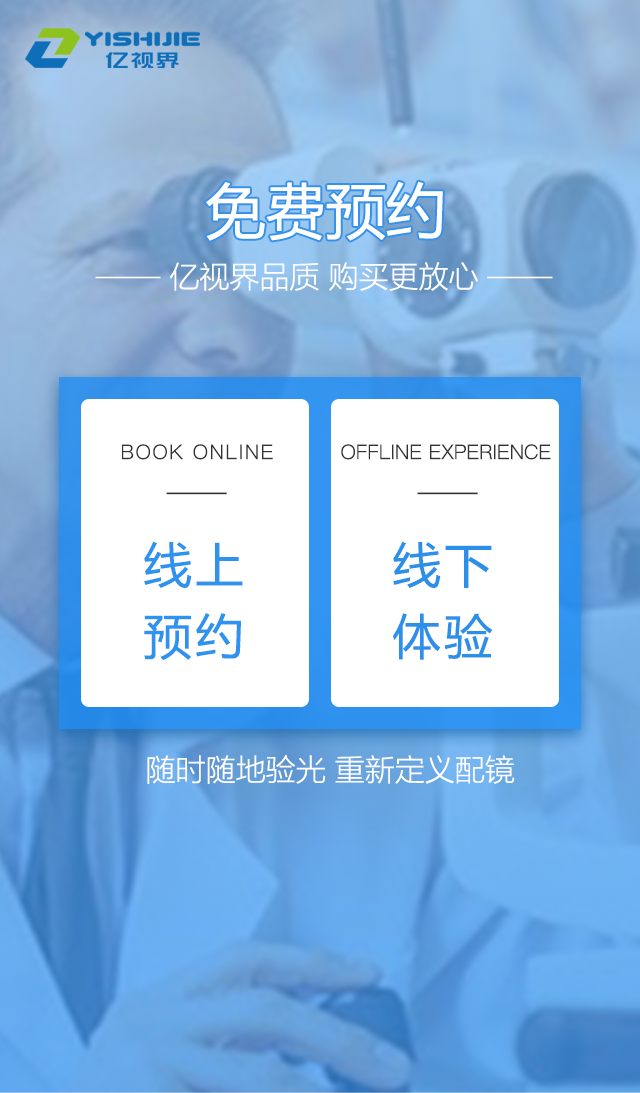 YISHIJIE
亿视界
免费预约
亿视界品质 购买更放心
BOOK ONLINE
线上
预约
OFFLINE EXPERIENCE
线下
体验
随时随地验光 重新定义配镜